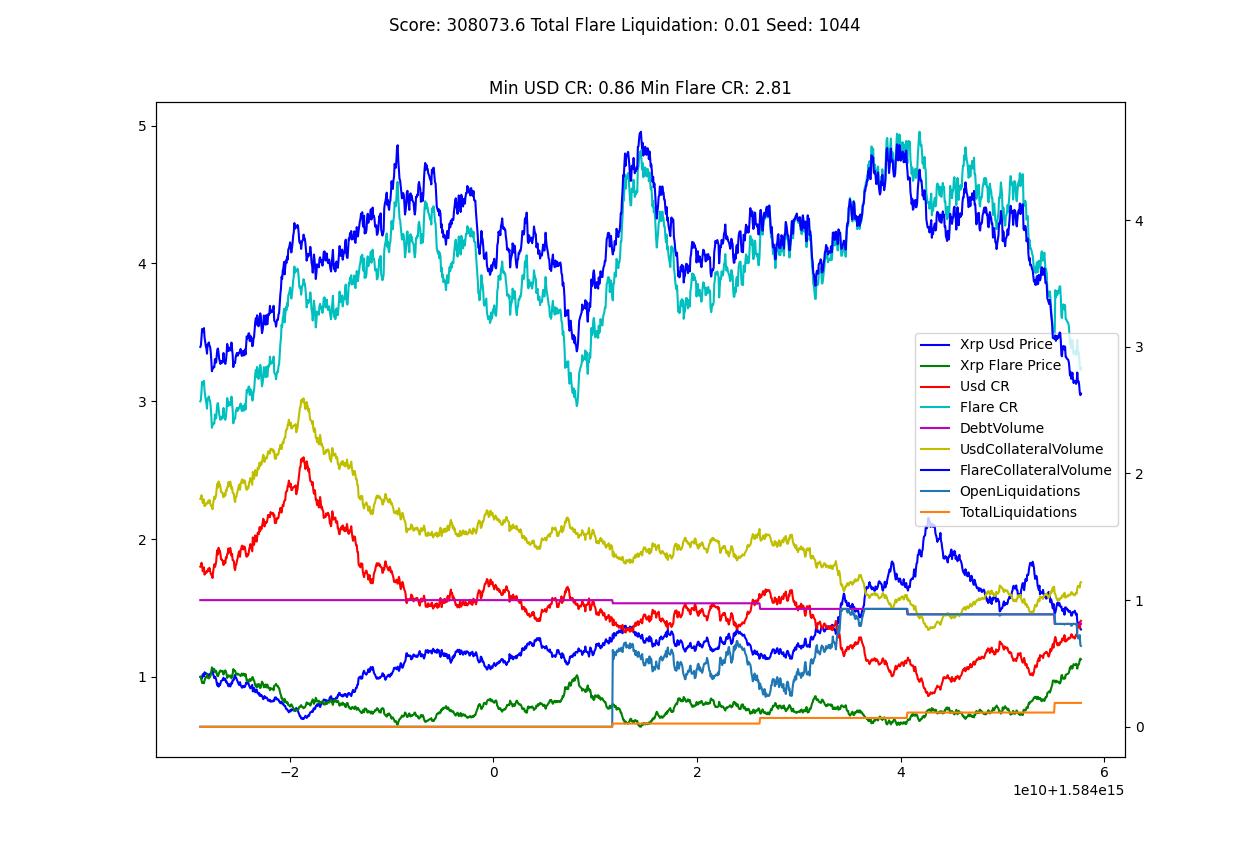 Score: 308073.6 Total Flare Liquidation: 0.01 Seed: 1044
Min USD CR: 0.86 Min Flare CR: 2.81
5
4
3
2
1
4
3
2
1
0
Xrp Usd Price
Xrp Flare Price
Usd CR
Flare CR
DebtVolume
UsdCollateralVolume
FlareCollateralVolume
OpenLiquidations
TotalLiquidations
−2
0
2
4
6
1e10+1.584e15